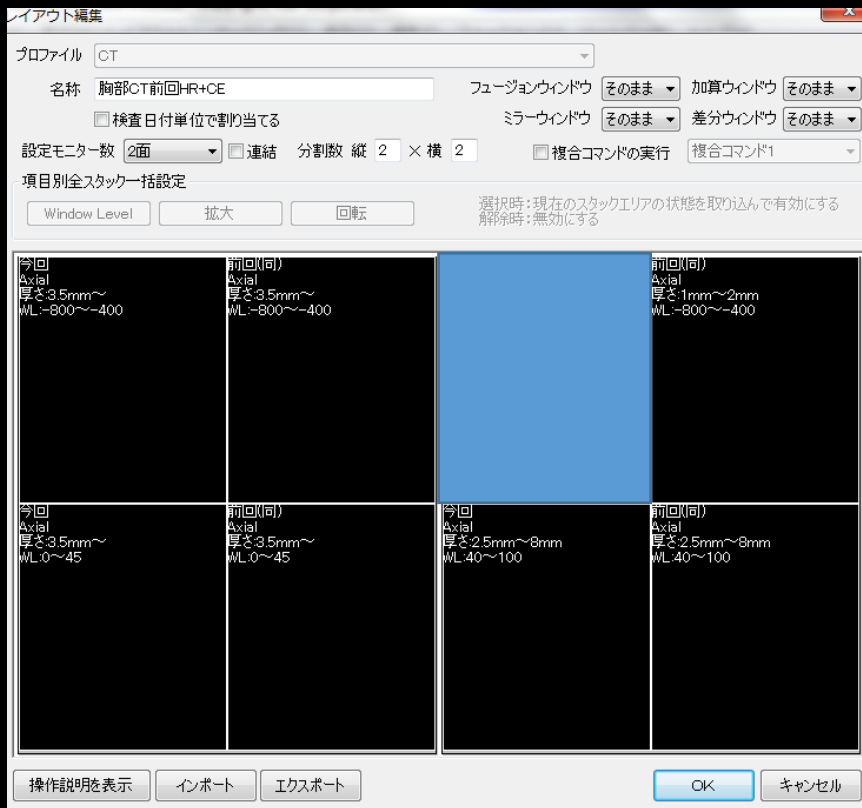 レイアウト編集
プロファイル CT
名称 胸部CT前回HR+CE フュージョンウィンドウ そのまま 加算ウィンドウ そのまま
検査日付単位で割り当てる ミラーウィンドウ そのまま 差分ウィンドウ そのまま
設定モニター数 2面 連結 分割数 縦 2 × 横 2 複合コマンドの実行 複合コマンド1
項目別全スタック一括設定
Window Level 拡大 回転 選択時:現在のスタックエリアの状態を取り込んで有効にする
解除時:無効にする
今回
Axial
厚さ:3.5mm～
WL:-800～-400
前回(同)
Axial
厚さ:3.5mm～
WL:-800～-400
前回(同)
Axial
厚さ:1mm～2mm
WL:-800～-400
今回
Axial
厚さ:3.5mm～
WL:0～45
前回(同)
Axial
厚さ:3.5mm～
WL:0～45
今回
Axial
厚さ:2.5mm～8mm
WL:40～100
前回(同)
Axial
厚さ:2.5mm～8mm
WL:40～100
操作説明を表示 インポート エクスポート OK キャンセル